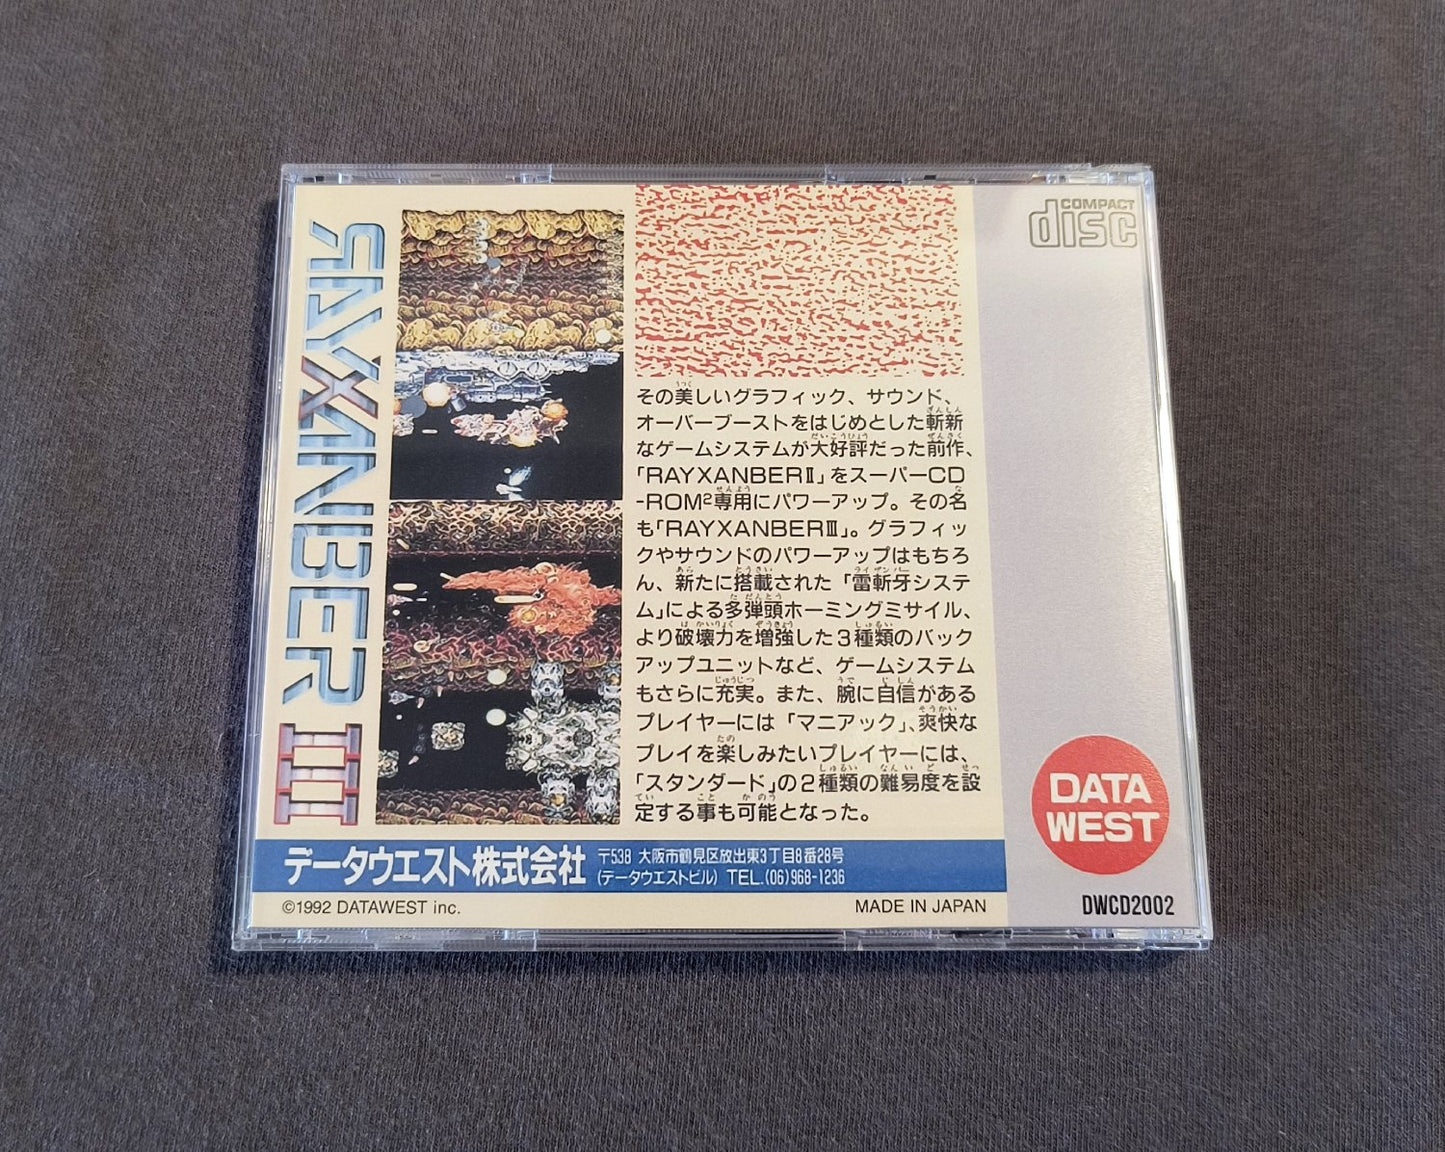 RAYXANBER III
COMPACT
disc
その美しいグラフィック、サウンド、
オーバーブーストをはじめとした斬新
なゲームシステムが大好評だった前作、
「RAYXANBERⅡ」をスーパーCD
-ROM²専用にパワーアップ。その名
も「RAYXANBERⅢ」。グラフィッ
クやサウンドのパワーアップはもちろ
ん、新たに搭載された「雷斬牙システ
ム」による多弾頭ホーミングミサイル、
より破壊力を増強した3種類のバック
アップユニットなど、ゲームシステム
もさらに充実。また、腕に自信がある
プレイヤーには「マニアック」、爽快な
プレイを楽しみたいプレイヤーには、
「スタンダード」の2種類の難易度を設
定する事も可能となった。
DATA
WEST
データウエスト株式会社
〒538 大阪市鶴見区放出東3丁目8番28号
(データウエストビル) TEL.(06)968-1236
©1992 DATAWEST inc.
MADE IN JAPAN
DWCD2002